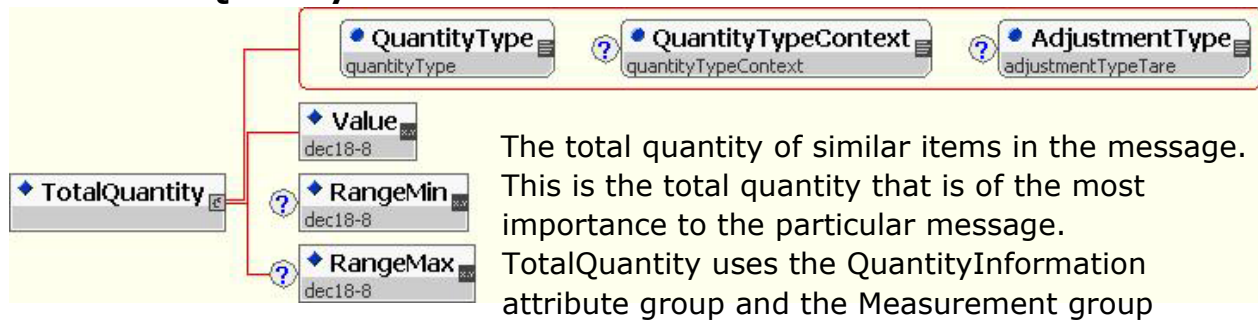 QuantityType
quantityType
? QuantityTypeContext
quantityTypeContext
? AdjustmentType
adjustmentTypeTare
Value
dec18-8
TotalQuantity
? RangeMin
dec18-8
? RangeMax
dec18-8
The total quantity of similar items in the message.
This is the total quantity that is of the most
importance to the particular message.
TotalQuantity uses the QuantityInformation
attribute group and the Measurement group